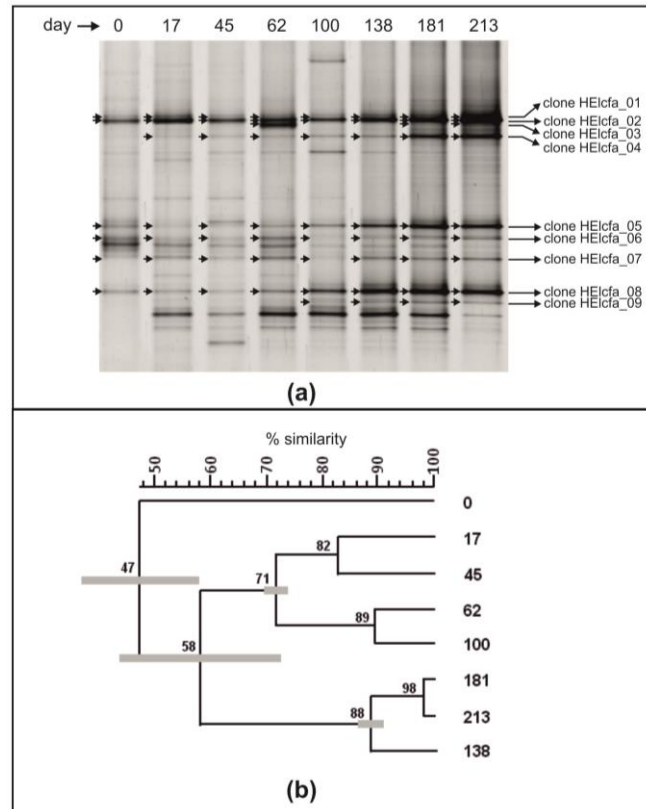 day 0 17 45 62 100 138 181 213
clone HElcfa_01
clone HElcfa_02
clone HElcfa_03
clone HElcfa_04
clone HElcfa_05
clone HElcfa_06
clone HElcfa_07
clone HElcfa_08
clone HElcfa_09
(a)
% similarity
50 60 70 80 90 100
0
17
82
45
71
47
62
89
100
58
181
98
213
88
138
(b)